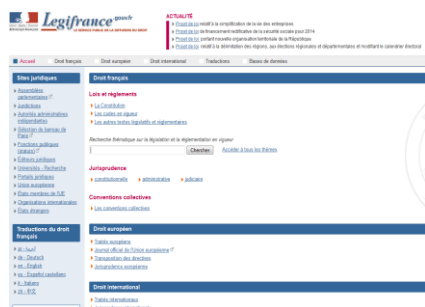 Legifrance.gouv.fr
LE SERVICE PUBLIC DE LA DIFFUSION DU DROIT
ACTUALITÉ
Projet de loi relatif à la simplification de la vie des entreprises
Projet de loi de financement rectificative de la sécurité sociale pour 2014
Projet de loi portant nouvelle organisation territoriale de la République
Projet de loi relatif à la délimitation des régions, aux élections régionales et départementales et modifiant le calendrier électoral
Accueil Droit français Droit européen Droit international Traductions Bases de données
Sites juridiques
Assemblées parlementaires
Juridictions
Autorités administratives indépendantes
Sélection du bureau de Paris
Fonctions publiques (statuts)
Éditeurs juridiques
Universités - Recherche
Portails juridiques
Union européenne
États membres de l'UE
Organisations internationales
États étrangers
Traductions du droit français
ar - العربية
de - Deutsch
en - English
es - Español castellano
it - Italiano
zh - 中文
Droit français
Lois et règlements
La Constitution
Les codes en vigueur
Les autres textes législatifs et réglementaires
Recherche thématique sur la législation et la réglementation en vigueur
Chercher Accéder à tous les thèmes
Jurisprudence
constitutionnelle administrative judiciaire
Conventions collectives
Les conventions collectives
Droit européen
Traités européens
Journal officiel de l'Union européenne
Transposition des directives
Jurisprudence européenne
Droit international
Traités internationaux